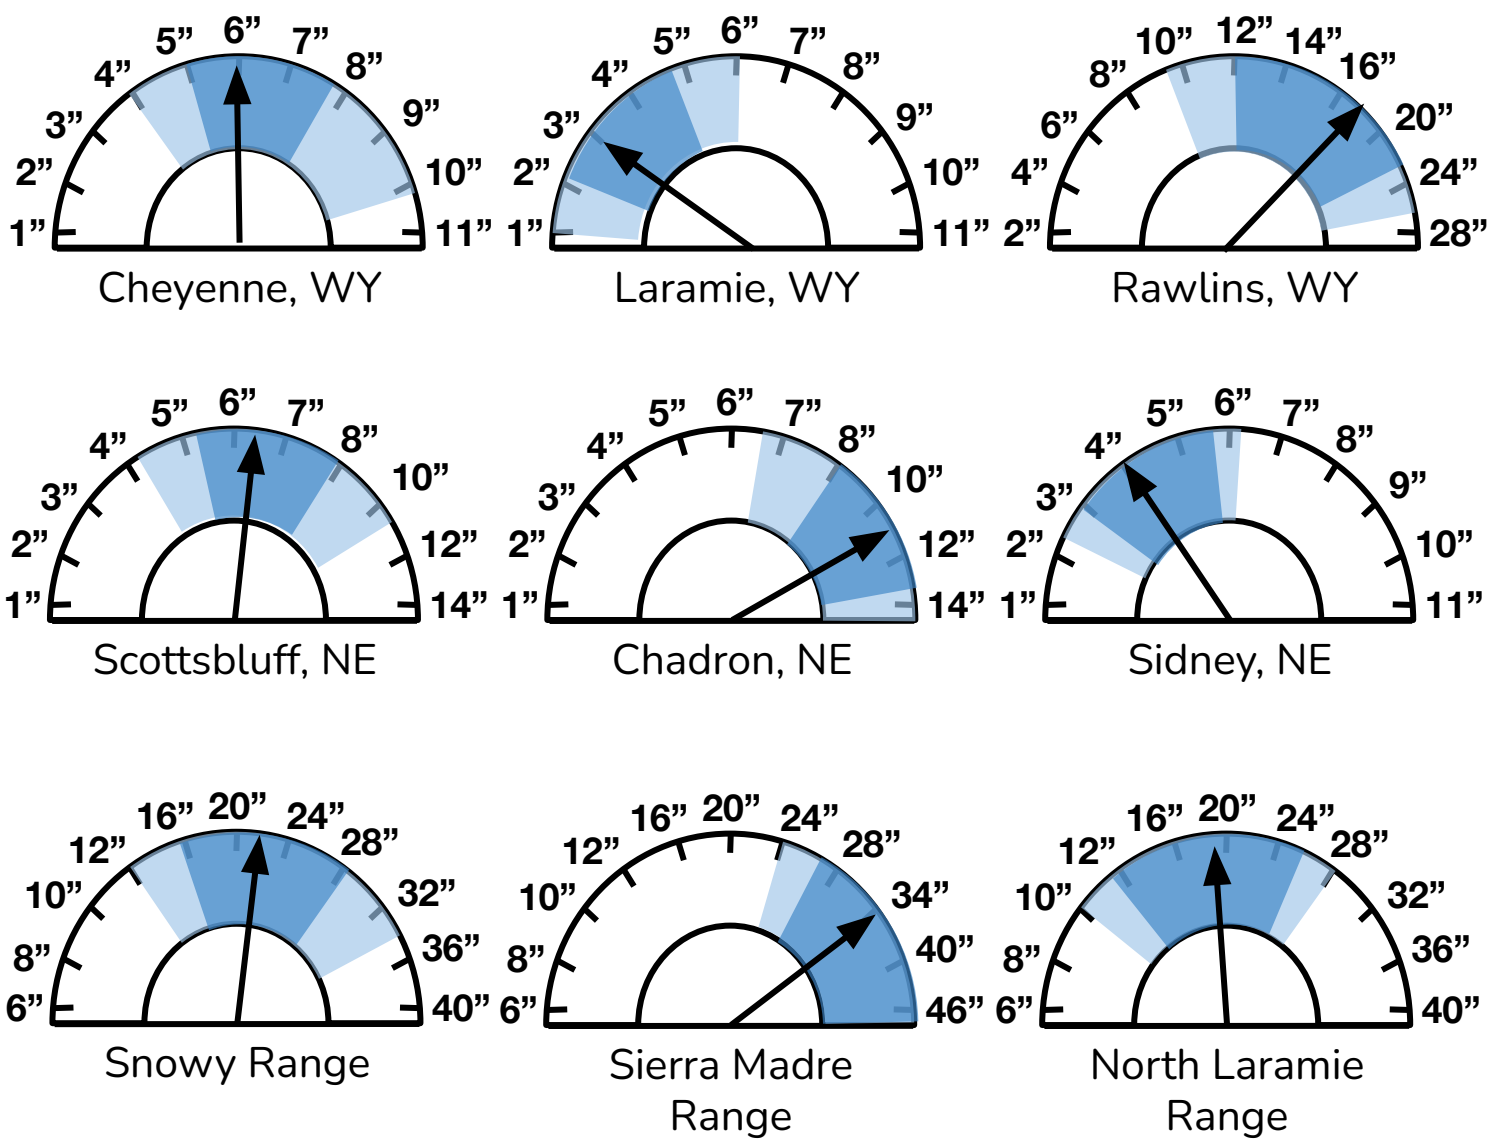 1” 2” 3” 4” 5” 6” 7” 8” 9” 10” 11”
Cheyenne, WY
1” 2” 3” 4” 5” 6” 7” 8” 9” 10” 11”
Laramie, WY
2” 4” 6” 8” 10” 12” 14” 16” 20” 24” 28”
Rawlins, WY
1” 2” 3” 4” 5” 6” 7” 8” 10” 12” 14”
Scottsbluff, NE
1” 2” 3” 4” 5” 6” 7” 8” 10” 12” 14”
Chadron, NE
1” 2” 3” 4” 5” 6” 7” 8” 9” 10” 11”
Sidney, NE
6” 8” 10” 12” 16” 20” 24” 28” 32” 36” 40”
Snowy Range
6” 8” 10” 12” 16” 20” 24” 28” 34” 40” 46”
Sierra Madre
Range
6” 8” 10” 12” 16” 20” 24” 28” 32” 36” 40”
North Laramie
Range